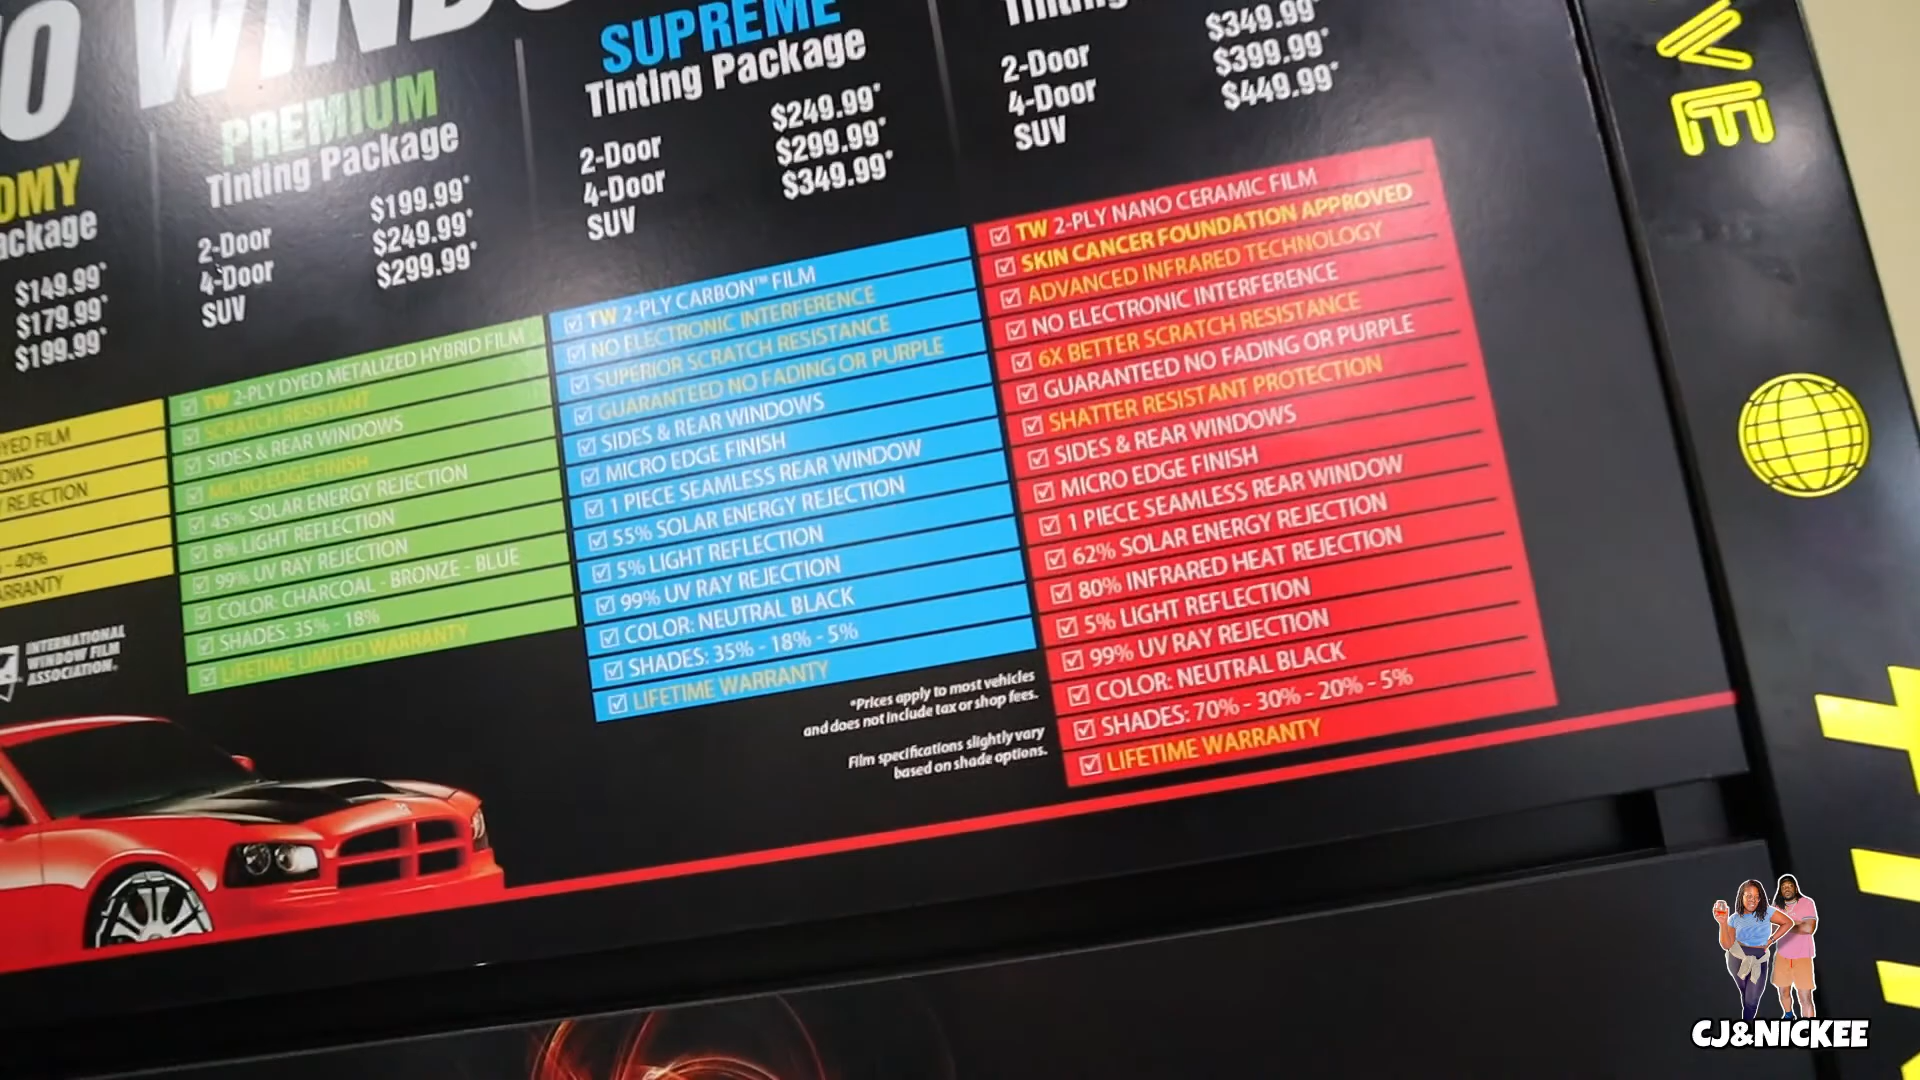 O WINDO
OMY
ackage
$149.99*
$179.99*
$199.99*
YED FILM
OWS
Y REJECTION
- 40%
ARRANTY
INTERNATIONAL
WINDOW FILM
ASSOCIATION
PREMIUM
Tinting Package
2-Door $199.99*
4-Door $249.99*
SUV $299.99*
TW 2-PLY DYED METALIZED HYBRID FILM
SCRATCH RESISTANT
SIDES & REAR WINDOWS
MICRO EDGE FINISH
45% SOLAR ENERGY REJECTION
8% LIGHT REFLECTION
99% UV RAY REJECTION
COLOR: CHARCOAL - BRONZE - BLUE
SHADES: 35% - 18%
LIFETIME LIMITED WARRANTY
SUPREME
Tinting Package
2-Door $249.99*
4-Door $299.99*
SUV $349.99*
TW 2-PLY CARBON™ FILM
NO ELECTRONIC INTERFERENCE
SUPERIOR SCRATCH RESISTANCE
GUARANTEED NO FADING OR PURPLE
SIDES & REAR WINDOWS
MICRO EDGE FINISH
1 PIECE SEAMLESS REAR WINDOW
55% SOLAR ENERGY REJECTION
5% LIGHT REFLECTION
99% UV RAY REJECTION
COLOR: NEUTRAL BLACK
SHADES: 35% - 18% - 5%
LIFETIME WARRANTY
*Prices apply to most vehicles
and does not include tax or shop fees.
Film specifications slightly vary
based on shade options.
Tinting
2-Door $349.99*
4-Door $399.99*
SUV $449.99*
TW 2-PLY NANO CERAMIC FILM
SKIN CANCER FOUNDATION APPROVED
ADVANCED INFRARED TECHNOLOGY
NO ELECTRONIC INTERFERENCE
6X BETTER SCRATCH RESISTANCE
GUARANTEED NO FADING OR PURPLE
SHATTER RESISTANT PROTECTION
SIDES & REAR WINDOWS
MICRO EDGE FINISH
1 PIECE SEAMLESS REAR WINDOW
62% SOLAR ENERGY REJECTION
80% INFRARED HEAT REJECTION
5% LIGHT REFLECTION
99% UV RAY REJECTION
COLOR: NEUTRAL BLACK
SHADES: 70% - 30% - 20% - 5%
LIFETIME WARRANTY
VE
CJ&NICKEE